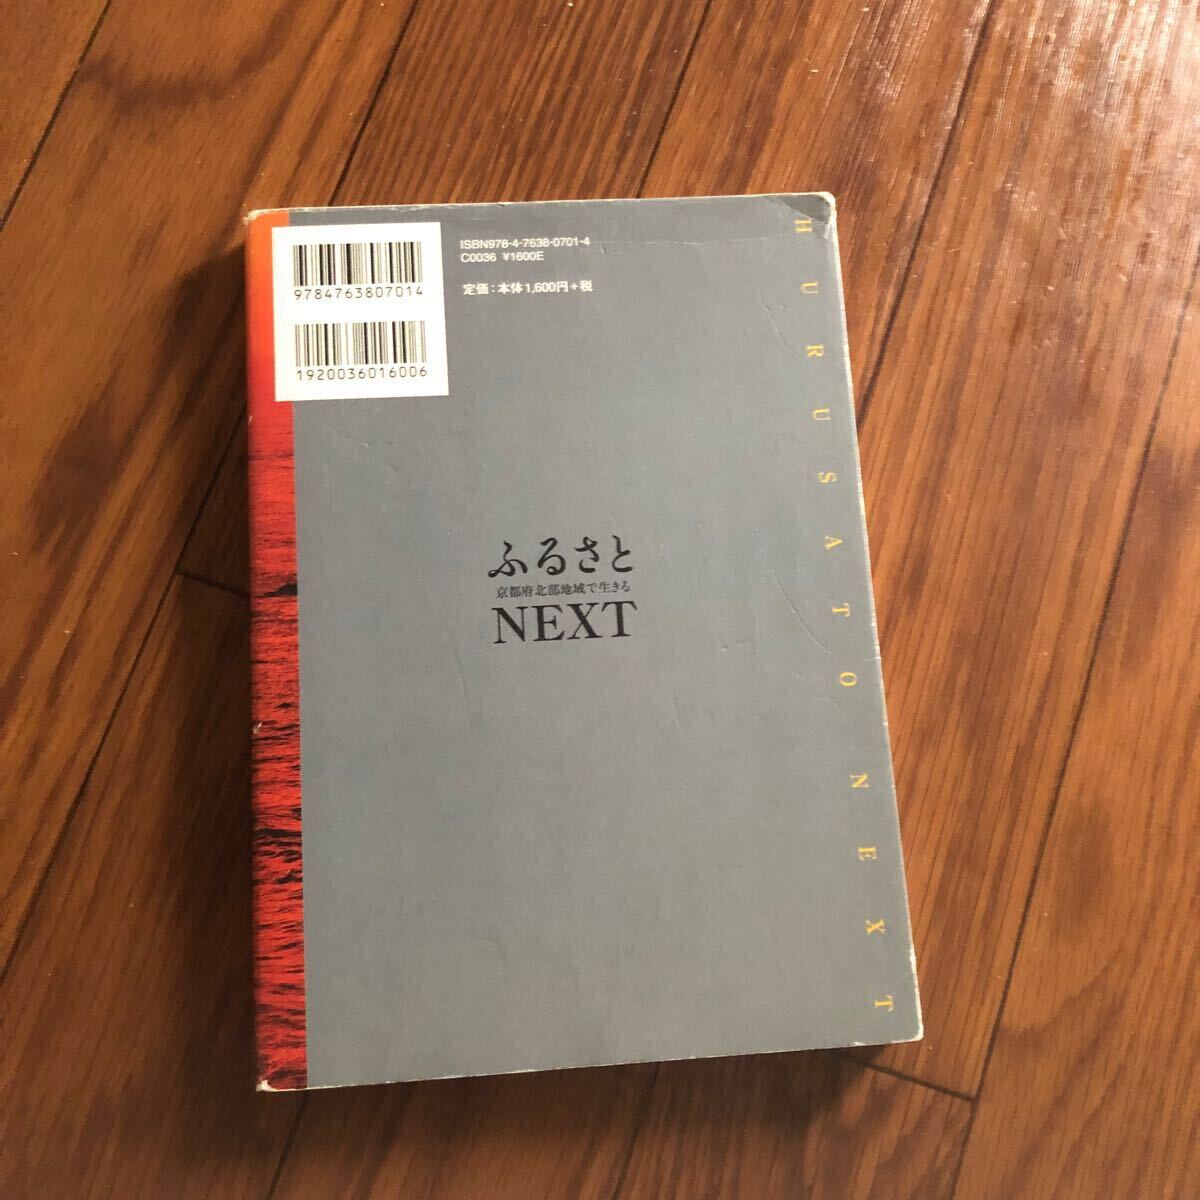 9784763807014
1920036016006
ISBN978-4-7638-0701-4
C0036 ¥1600E
定価：本体1,600円＋税
ふるさと
京都府北部地域で生きる
NEXT
HURUSATO NEXT